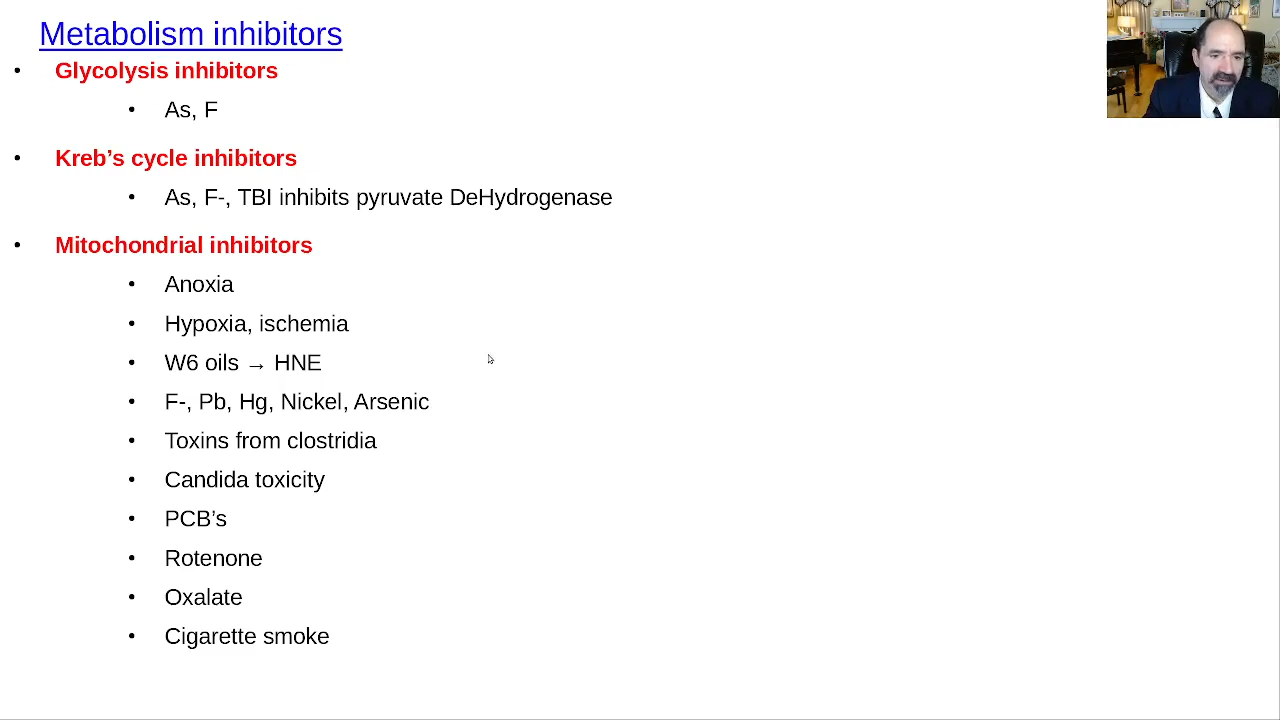 Metabolism inhibitors
• Glycolysis inhibitors
• As, F
• Kreb’s cycle inhibitors
• As, F-, TBI inhibits pyruvate DeHydrogenase
• Mitochondrial inhibitors
• Anoxia
• Hypoxia, ischemia
• W6 oils → HNE
• F-, Pb, Hg, Nickel, Arsenic
• Toxins from clostridia
• Candida toxicity
• PCB’s
• Rotenone
• Oxalate
• Cigarette smoke